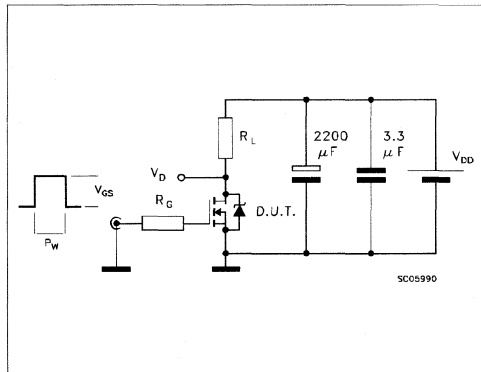 R_L
2200 μF
3.3 μF
V_DD
V_D
V_GS
R_G
D.U.T.
P_W
SC05990